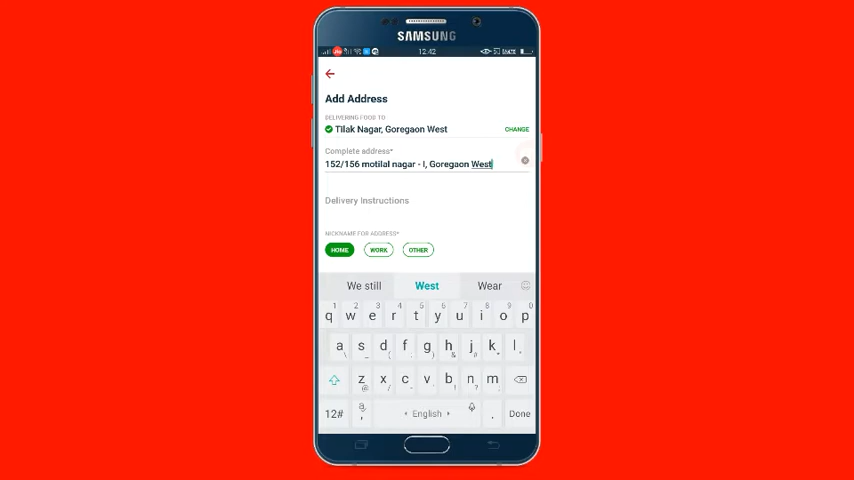 SAMSUNG
12:42
Add Address
DELIVERING FOOD TO
Tilak Nagar, Goregaon West
CHANGE
Complete address*
152/156 motilal nagar - I, Goregaon West
Delivery Instructions
NICKNAME FOR ADDRESS*
HOME WORK OTHER
We still West Wear
1 2 3 4 5 6 7 8 9 0
q w e r t y u i o p
a s d f g h j k l
z x c v b n m
12# English Done